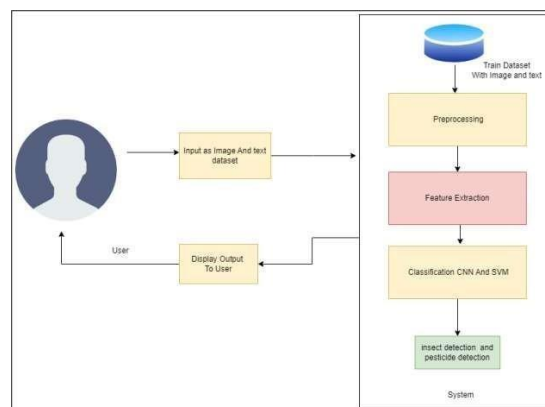 Train Dataset
With Image and text
Preprocessing
Input as Image And text
dataset
Feature Extraction
User
Display Output
To User
Classification CNN And SVM
insect detection and
pesticide detection
System